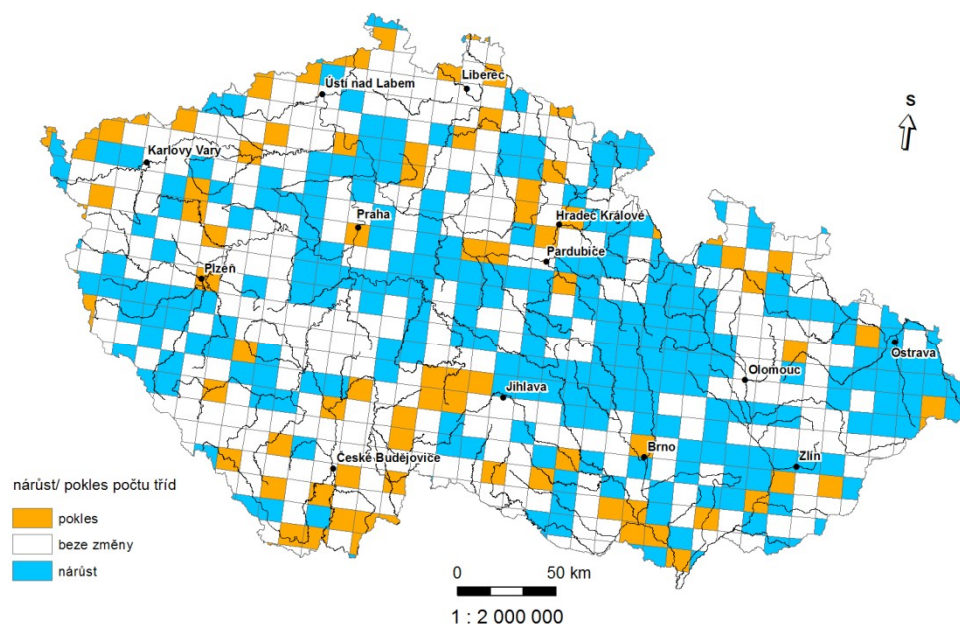 Liberec
Ústí nad Labem
S
Karlovy Vary
Praha
Hradec Králové
Pardubice
Plzeň
Ostrava
Olomouc
Jihlava
Brno
Zlín
České Budějovice
nárůst/ pokles počtu tříd
pokles
beze změny
nárůst
0 50 km
1 : 2 000 000